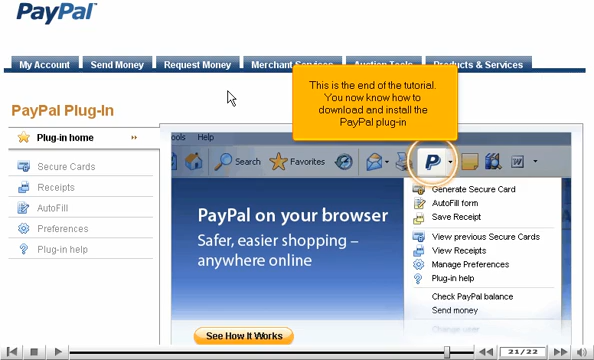 PayPal
My Account
Send Money
Request Money
Merchant Services
Auction Tools
Products & Services
This is the end of the tutorial.
You now know how to
download and install the
PayPal plug-in
PayPal Plug-In
Plug-in home
Secure Cards
Receipts
AutoFill
Preferences
Plug-in help
ools
Help
Search
Favorites
P
W
PayPal on your browser
Safer, easier shopping –
anywhere online
See How It Works
Generate Secure Card
AutoFill form
Save Receipt
View previous Secure Cards
View Receipts
Manage Preferences
Plug-in help
Check PayPal balance
Send money
Change user
21/22